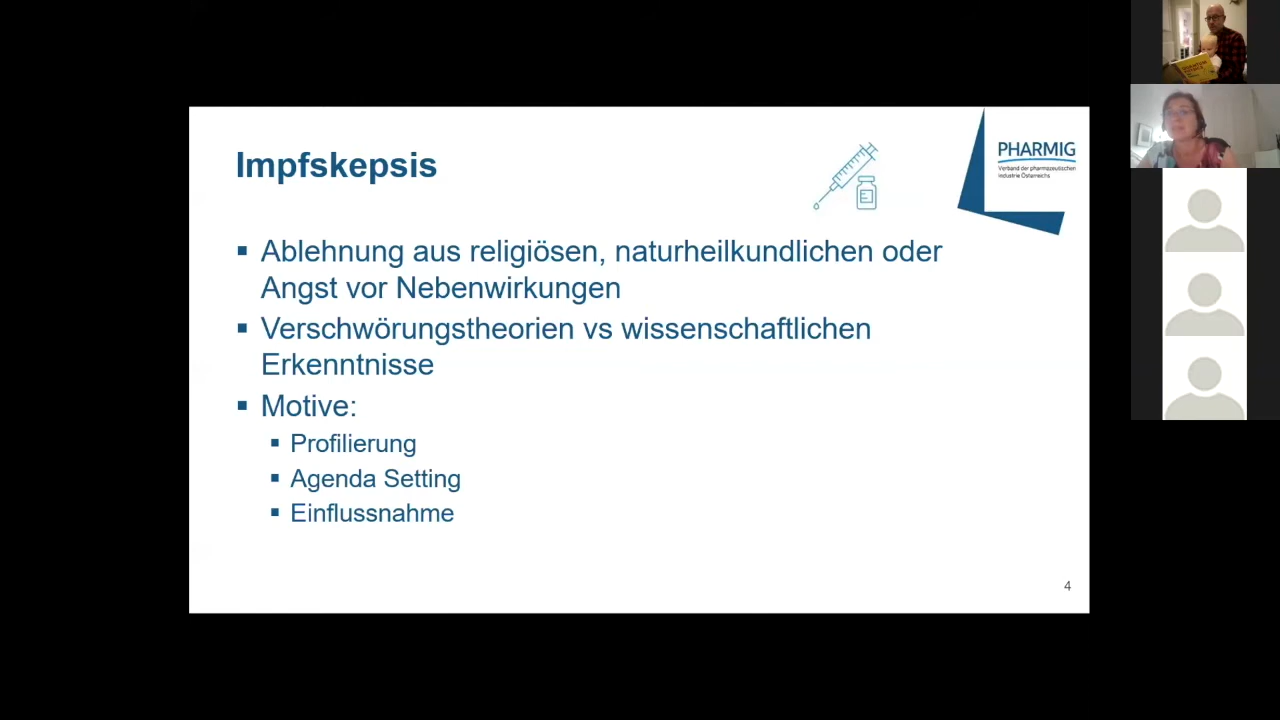 Impfskepsis
PHARMIG
Verband der pharmazeutischen
Industrie Österreichs
Ablehnung aus religiösen, naturheilkundlichen oder
Angst vor Nebenwirkungen
Verschwörungstheorien vs wissenschaftlichen
Erkenntnisse
Motive:
Profilierung
Agenda Setting
Einflussnahme
4